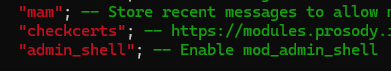 "mam"; -- Store recent messages to allow
"checkcerts"; -- https://modules.prosody.i
"admin_shell"; -- Enable mod_admin_shell